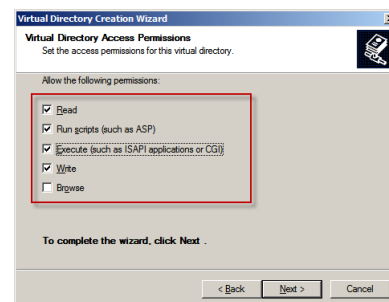 Virtual Directory Creation Wizard
Virtual Directory Access Permissions
Set the access permissions for this virtual directory.
Allow the following permissions:
Read
Run scripts (such as ASP)
Execute (such as ISAPI applications or CGI)
Write
Browse
To complete the wizard, click Next .
< Back Next > Cancel